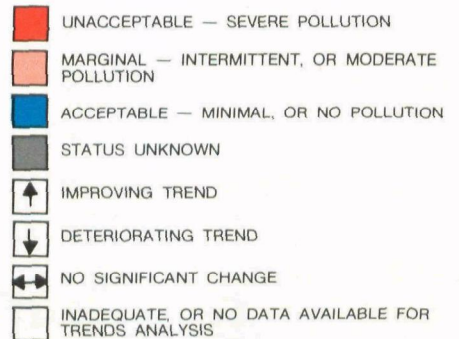 UNACCEPTABLE — SEVERE POLLUTION
MARGINAL — INTERMITTENT, OR MODERATE
POLLUTION
ACCEPTABLE — MINIMAL, OR NO POLLUTION
STATUS UNKNOWN
IMPROVING TREND
DETERIORATING TREND
NO SIGNIFICANT CHANGE
INADEQUATE, OR NO DATA AVAILABLE FOR
TRENDS ANALYSIS